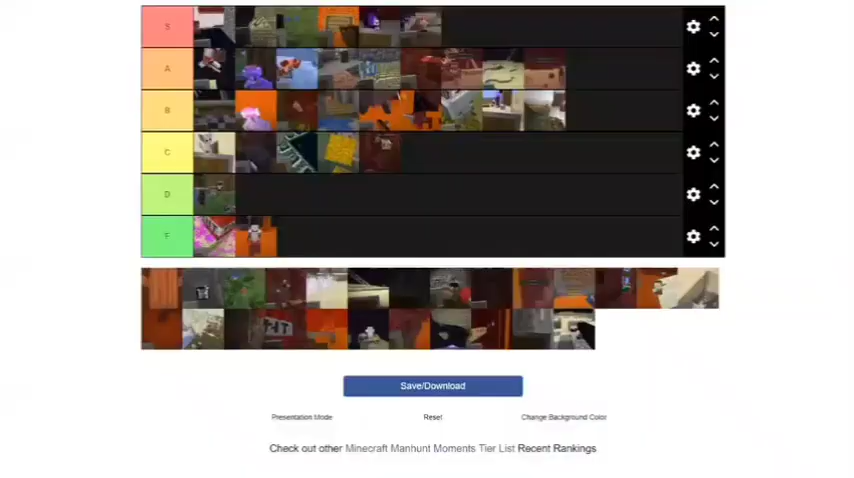 S
A
B
C
D
F
Save/Download
Presentation Mode
Reset
Change Background Color
Check out other Minecraft Manhunt Moments Tier List Recent Rankings